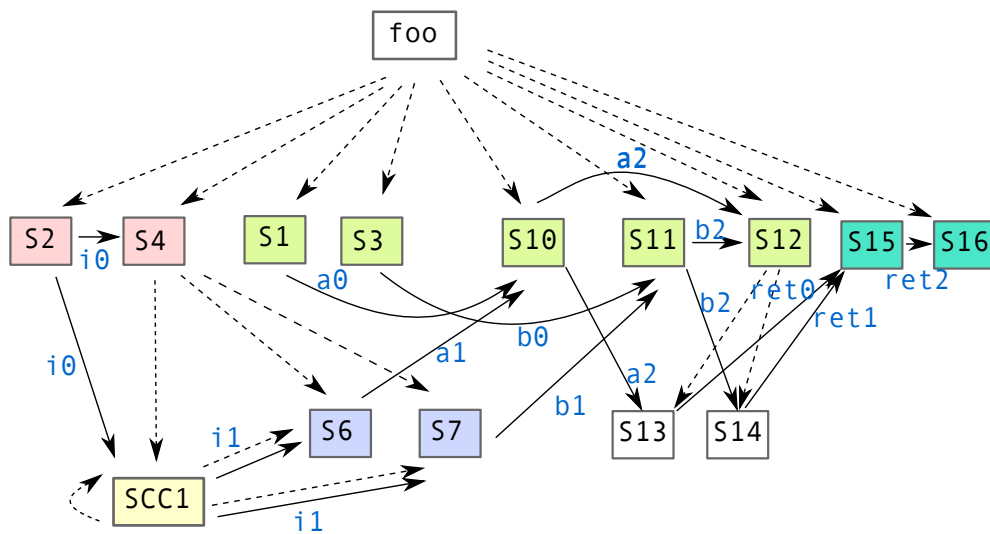 foo
a2
S2
i0
S4
S1
S3
S10
S11
b2
S12
S15
S16
ret2
a0
b0
b2
ret0
ret1
i0
a1
a2
b1
i1
S6
S7
S13
S14
SCC1
i1